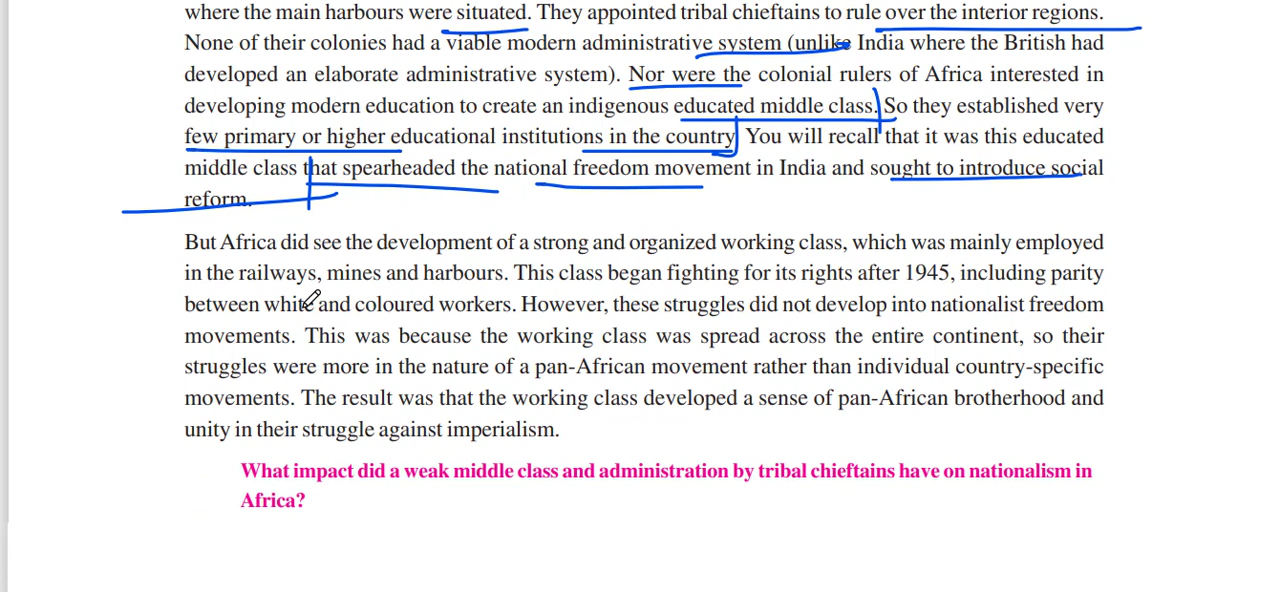 where the main harbours were situated. They appointed tribal chieftains to rule over the interior regions.
None of their colonies had a viable modern administrative system (unlike India where the British had
developed an elaborate administrative system). Nor were the colonial rulers of Africa interested in
developing modern education to create an indigenous educated middle class. So they established very
few primary or higher educational institutions in the country. You will recall that it was this educated
middle class that spearheaded the national freedom movement in India and sought to introduce social
reform.
But Africa did see the development of a strong and organized working class, which was mainly employed
in the railways, mines and harbours. This class began fighting for its rights after 1945, including parity
between white and coloured workers. However, these struggles did not develop into nationalist freedom
movements. This was because the working class was spread across the entire continent, so their
struggles were more in the nature of a pan-African movement rather than individual country-specific
movements. The result was that the working class developed a sense of pan-African brotherhood and
unity in their struggle against imperialism.
What impact did a weak middle class and administration by tribal chieftains have on nationalism in
Africa?